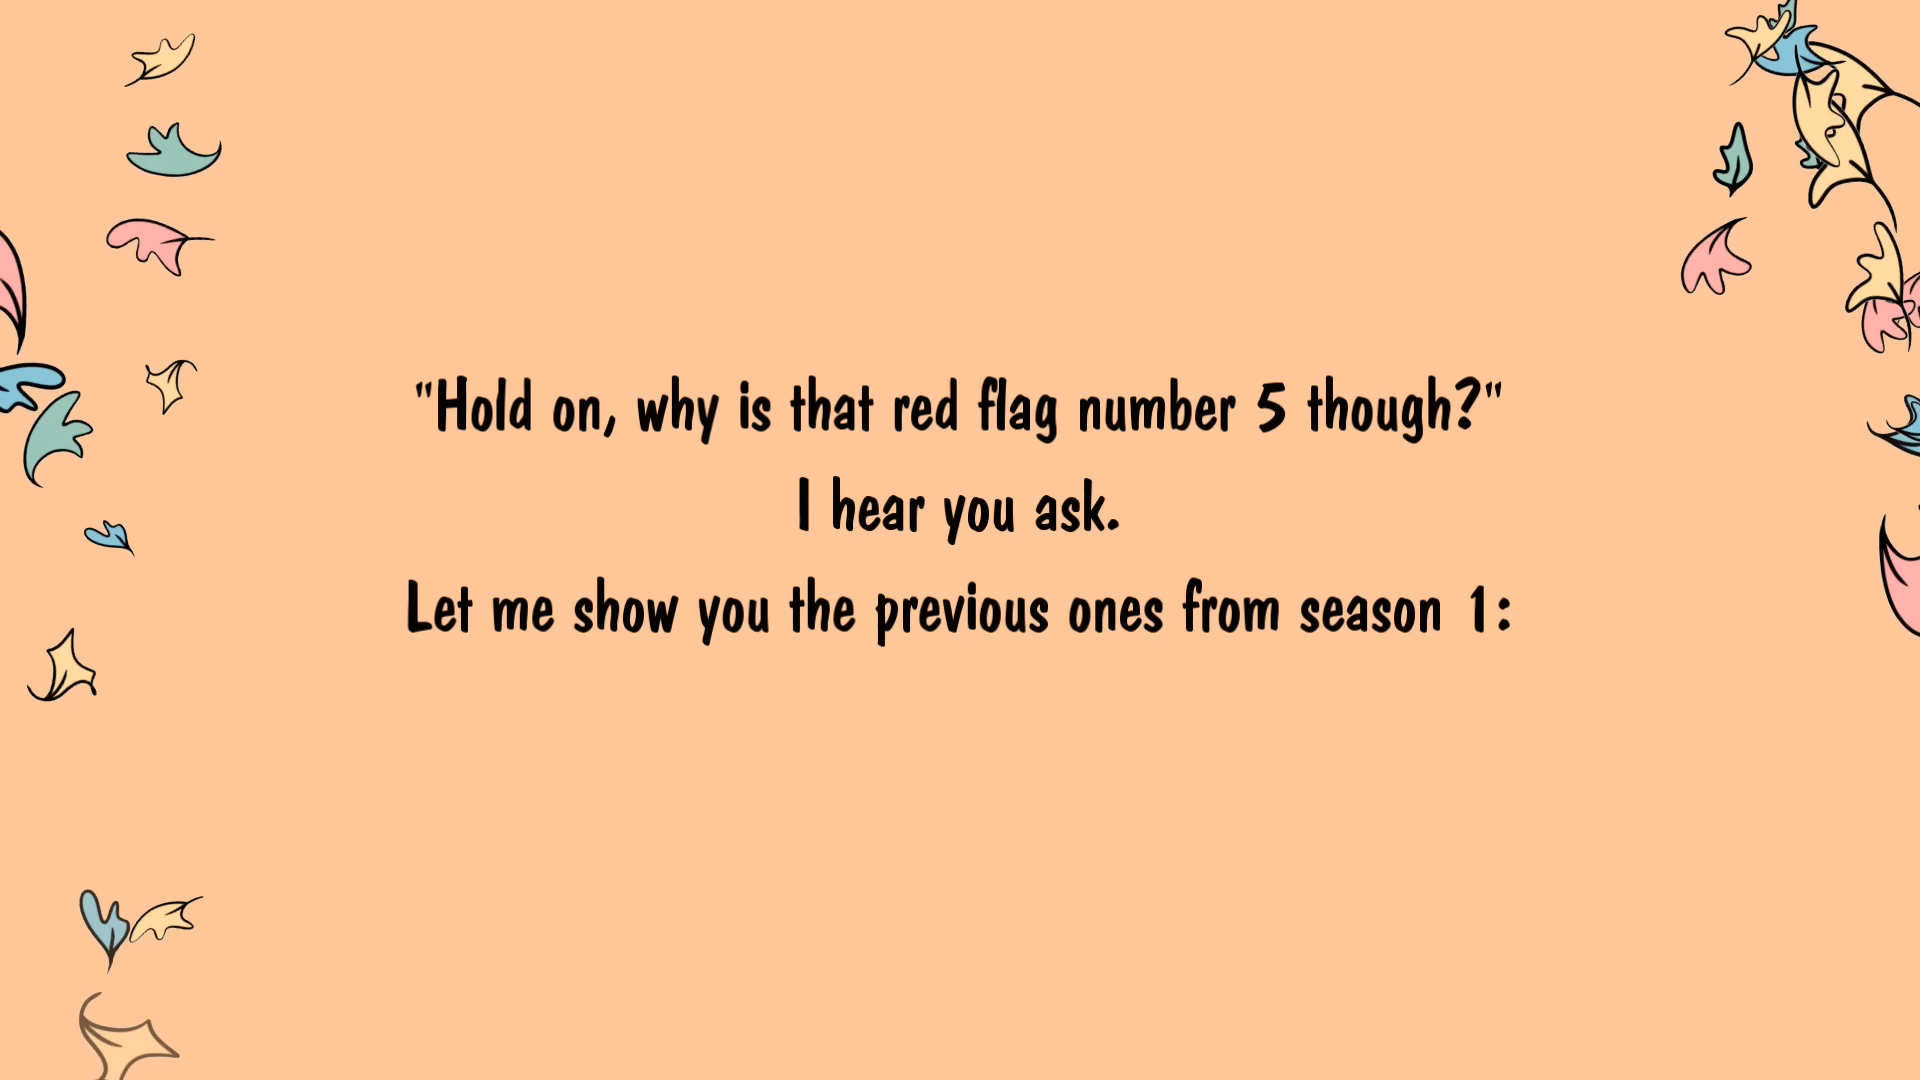 "Hold on, why is that red flag number 5 though?"
I hear you ask.
Let me show you the previous ones from season 1: